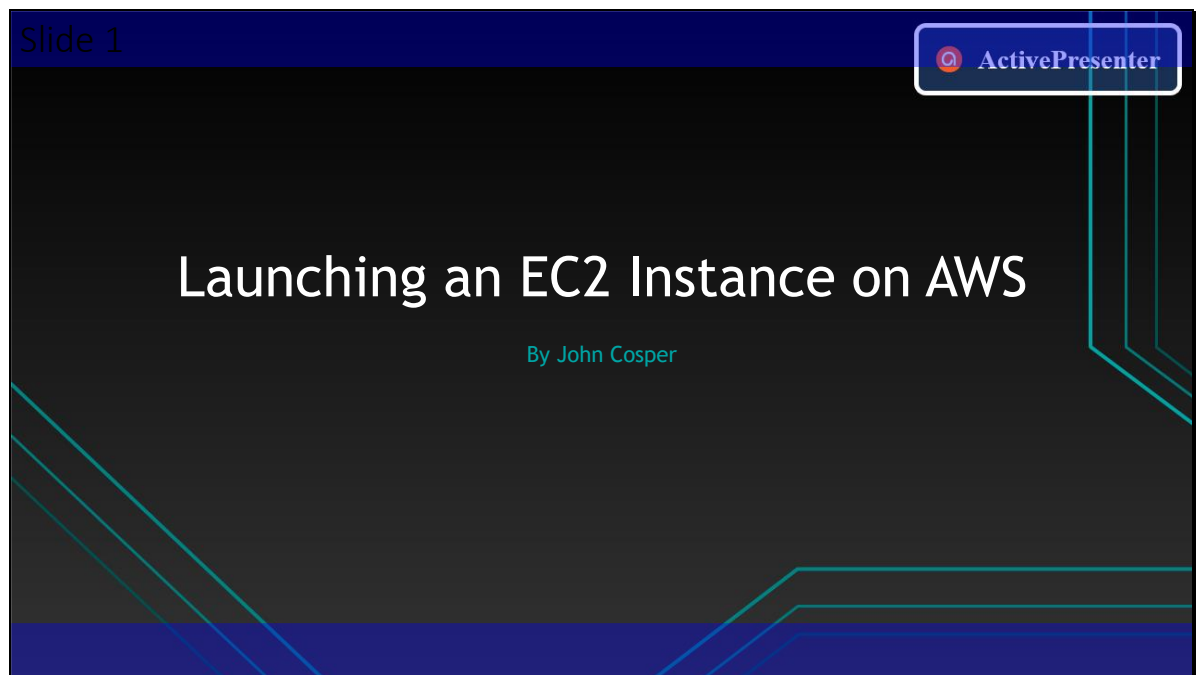 Slide 1
ActivePresenter
Launching an EC2 Instance on AWS
By John Cosper